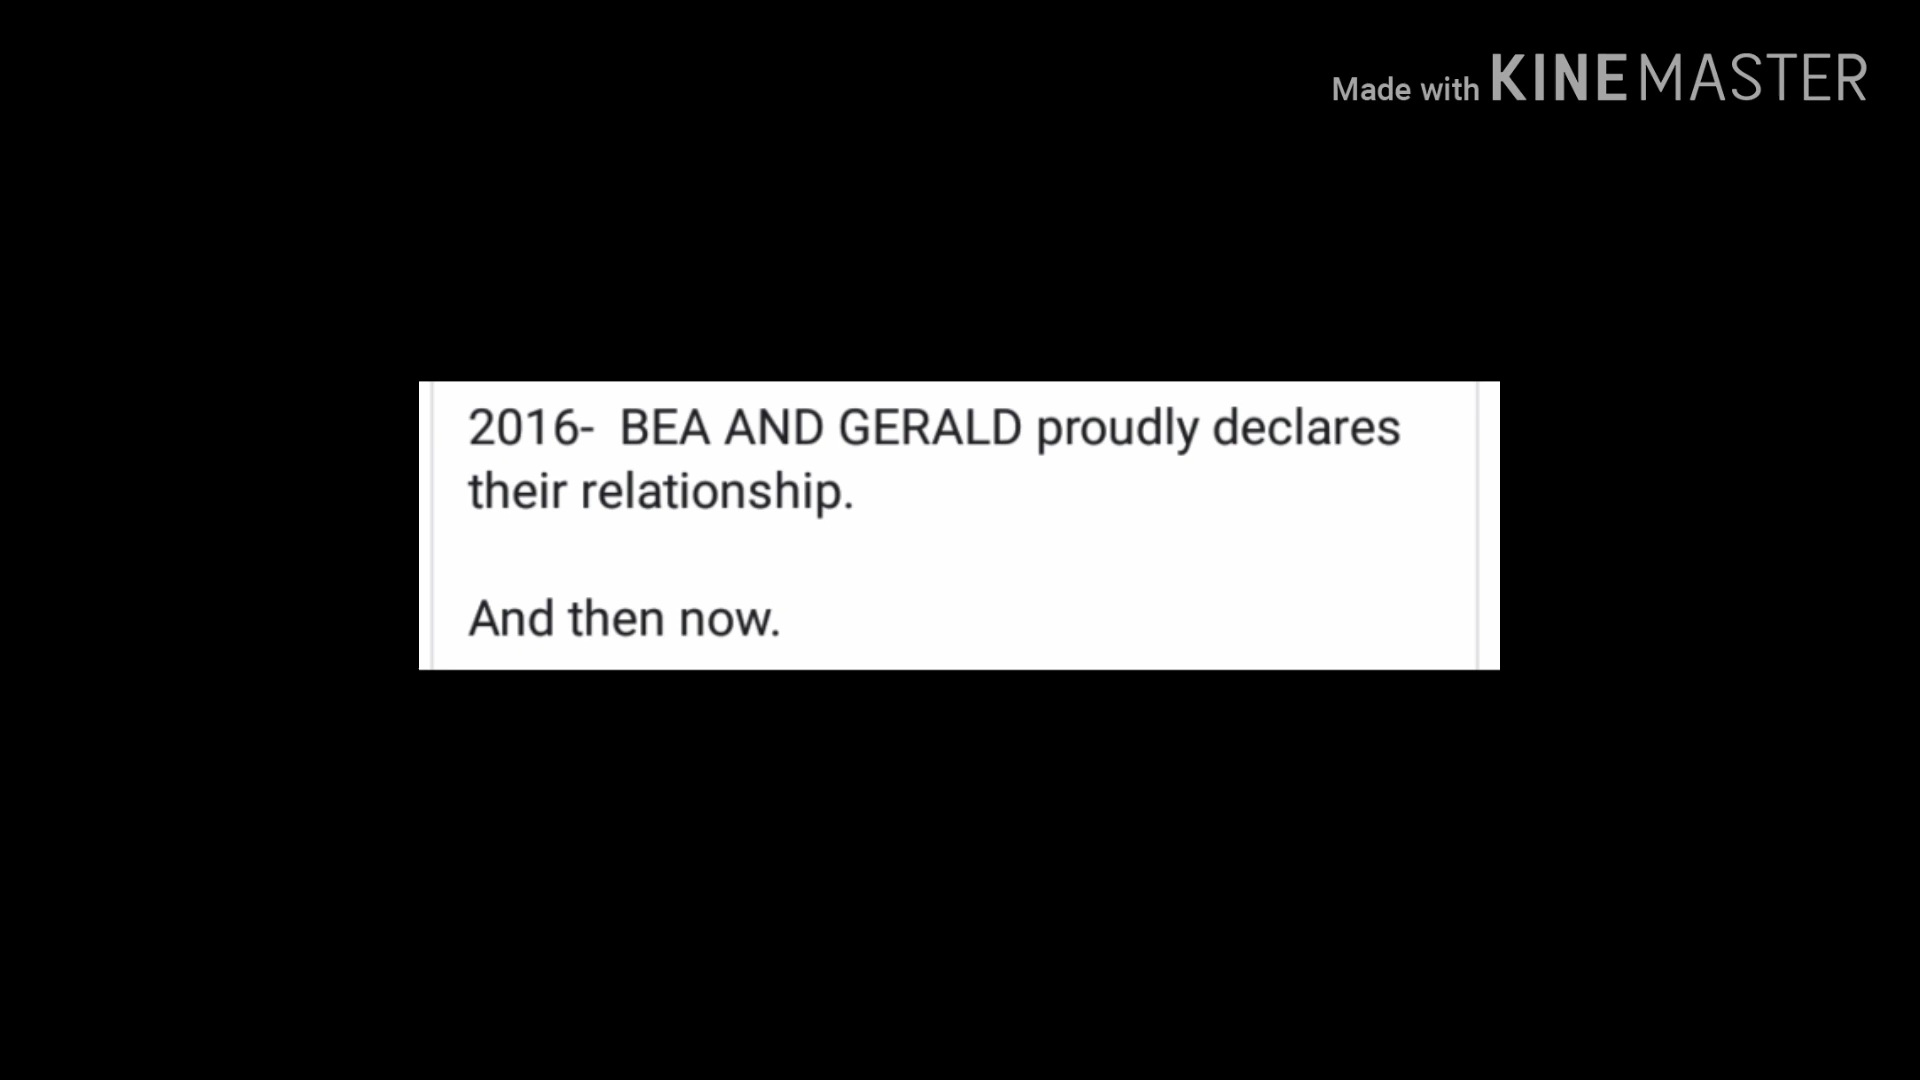 Made with KINEMASTER
2016- BEA AND GERALD proudly declares
their relationship.
And then now.